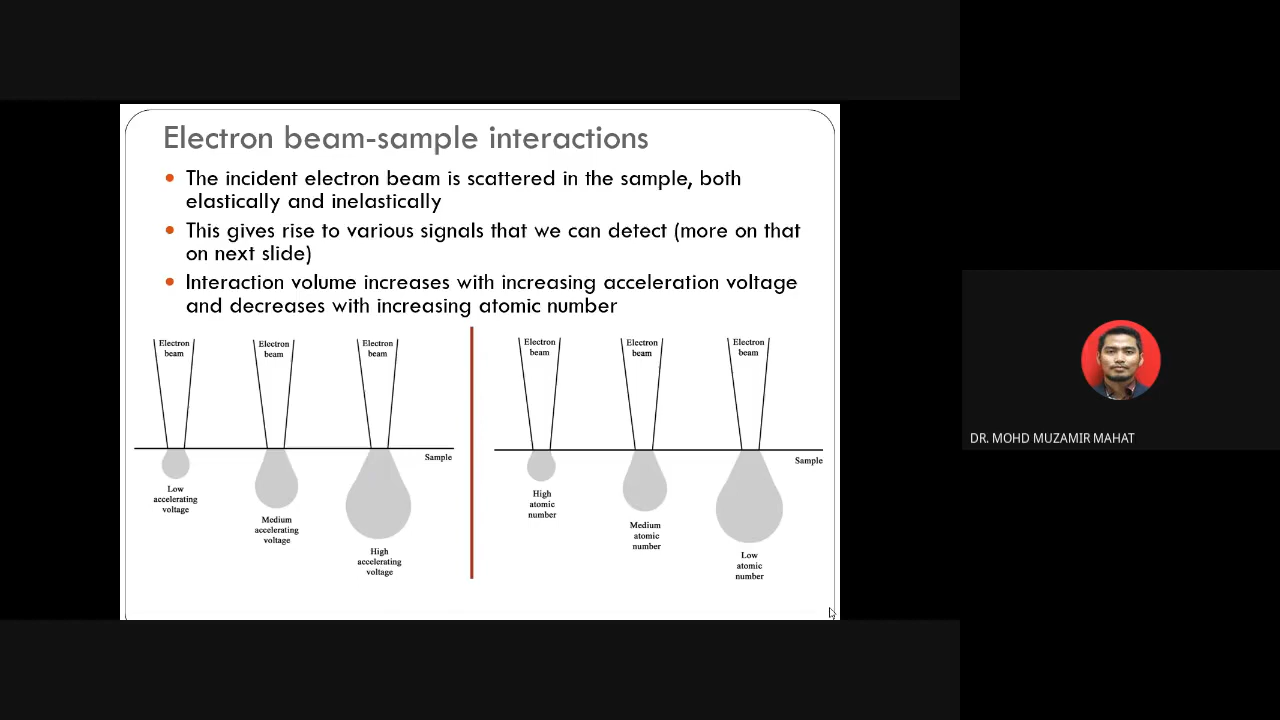 Electron beam-sample interactions
The incident electron beam is scattered in the sample, both
elastically and inelastically
This gives rise to various signals that we can detect (more on that
on next slide)
Interaction volume increases with increasing acceleration voltage
and decreases with increasing atomic number
Electron
beam
Electron
beam
Electron
beam
Sample
Low
accelerating
voltage
Medium
accelerating
voltage
High
accelerating
voltage
Electron
beam
Electron
beam
Electron
beam
Sample
High
atomic
number
Medium
atomic
number
Low
atomic
number
DR. MOHD MUZAMIR MAHAT